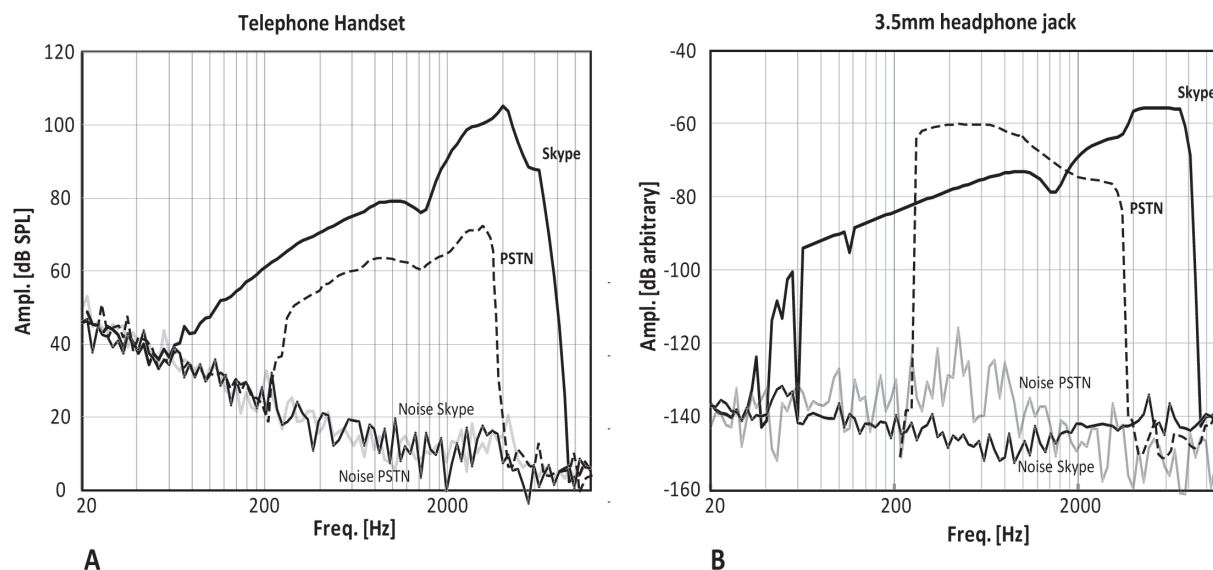 Telephone Handset
120
100
80
60
40
20
0
Ampl. [dB SPL]
Skype
PSTN
Noise Skype
Noise PSTN
20
200
2000
Freq. [Hz]
A
3.5mm headphone jack
-40
-60
-80
-100
-120
-140
-160
Ampl. [dB arbitrary]
Skype
PSTN
Noise PSTN
Noise Skype
20
200
2000
Freq. [Hz]
B